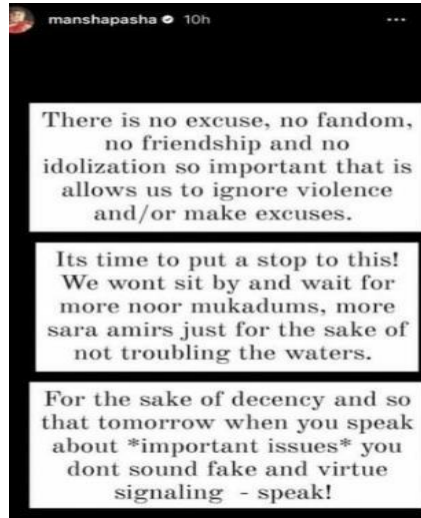 manshapasha 10h
There is no excuse, no fandom,
no friendship and no
idolization so important that is
allows us to ignore violence
and/or make excuses.
Its time to put a stop to this!
We wont sit by and wait for
more noor mukadums, more
sara amirs just for the sake of
not troubling the waters.
For the sake of decency and so
that tomorrow when you speak
about *important issues* you
dont sound fake and virtue
signaling - speak!